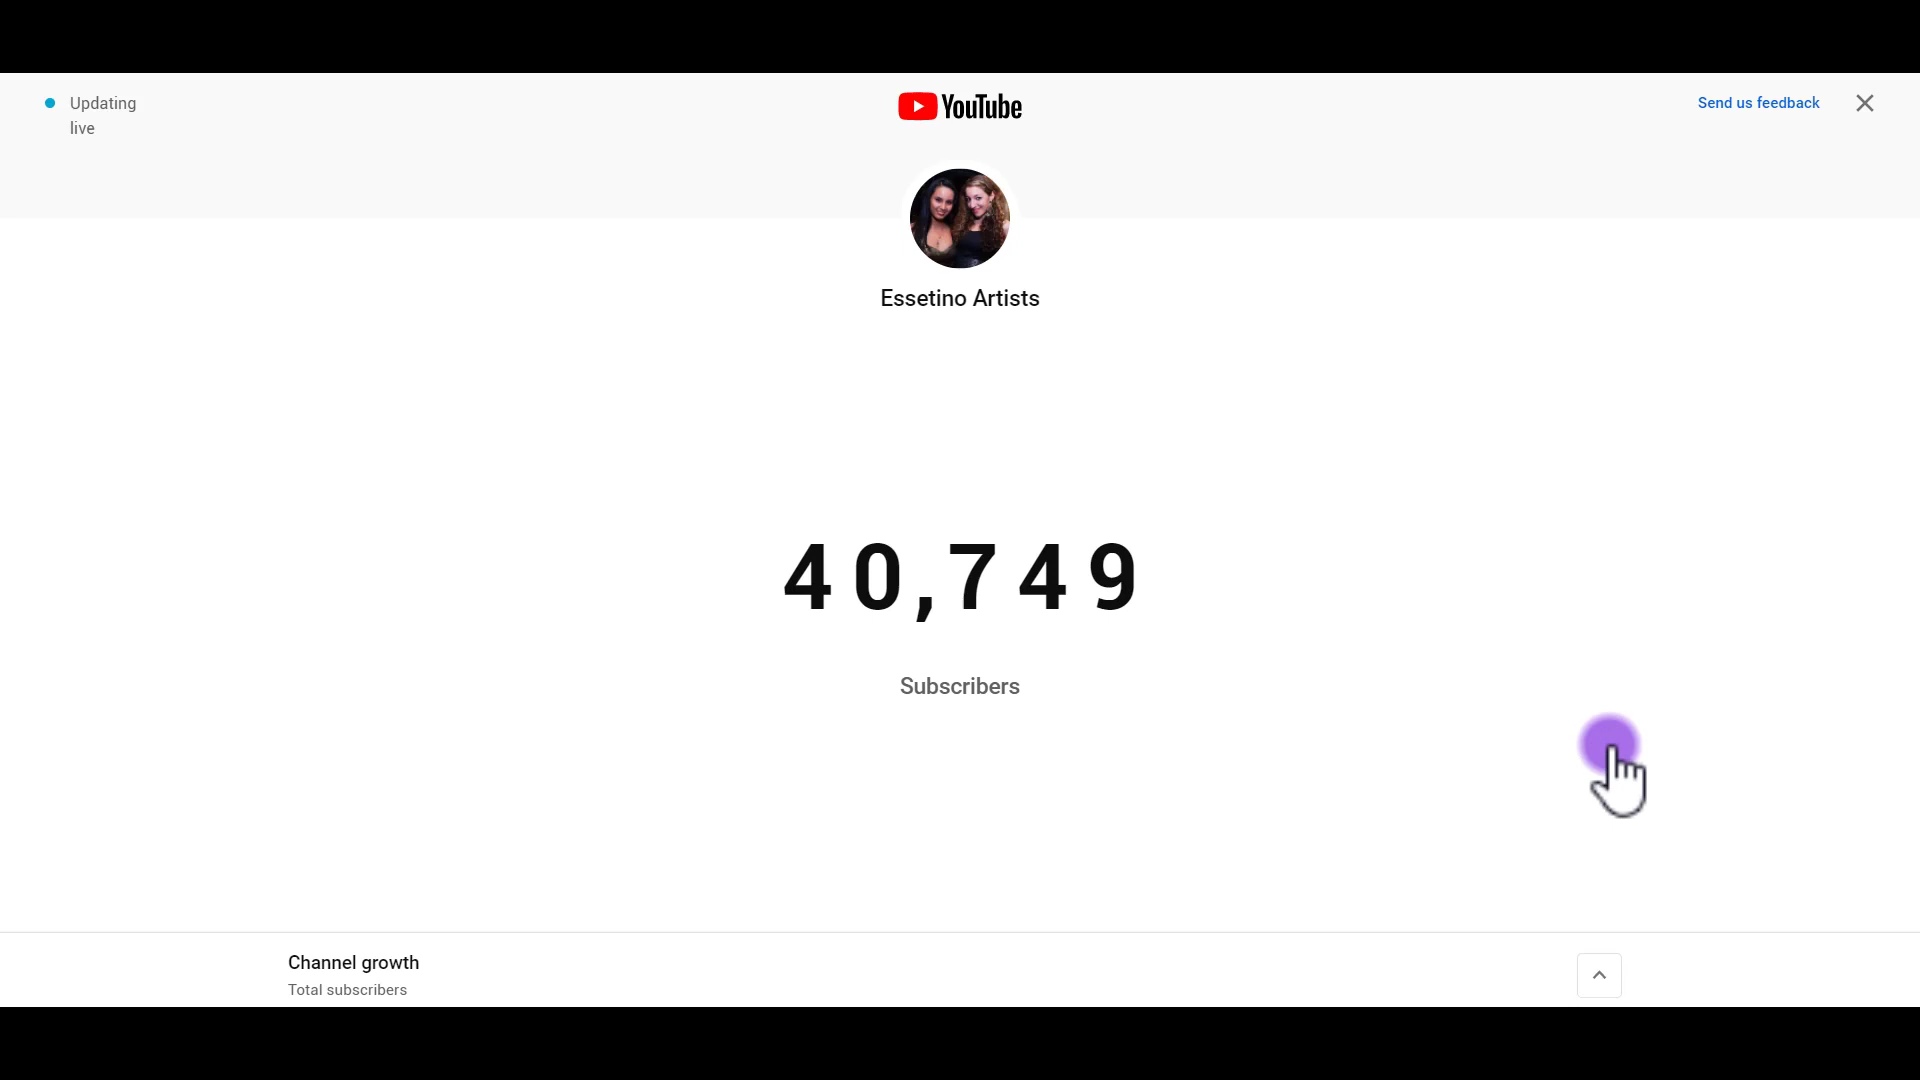 Updating
live
YouTube
Send us feedback
Essetino Artists
40,749
Subscribers
Channel growth
Total subscribers